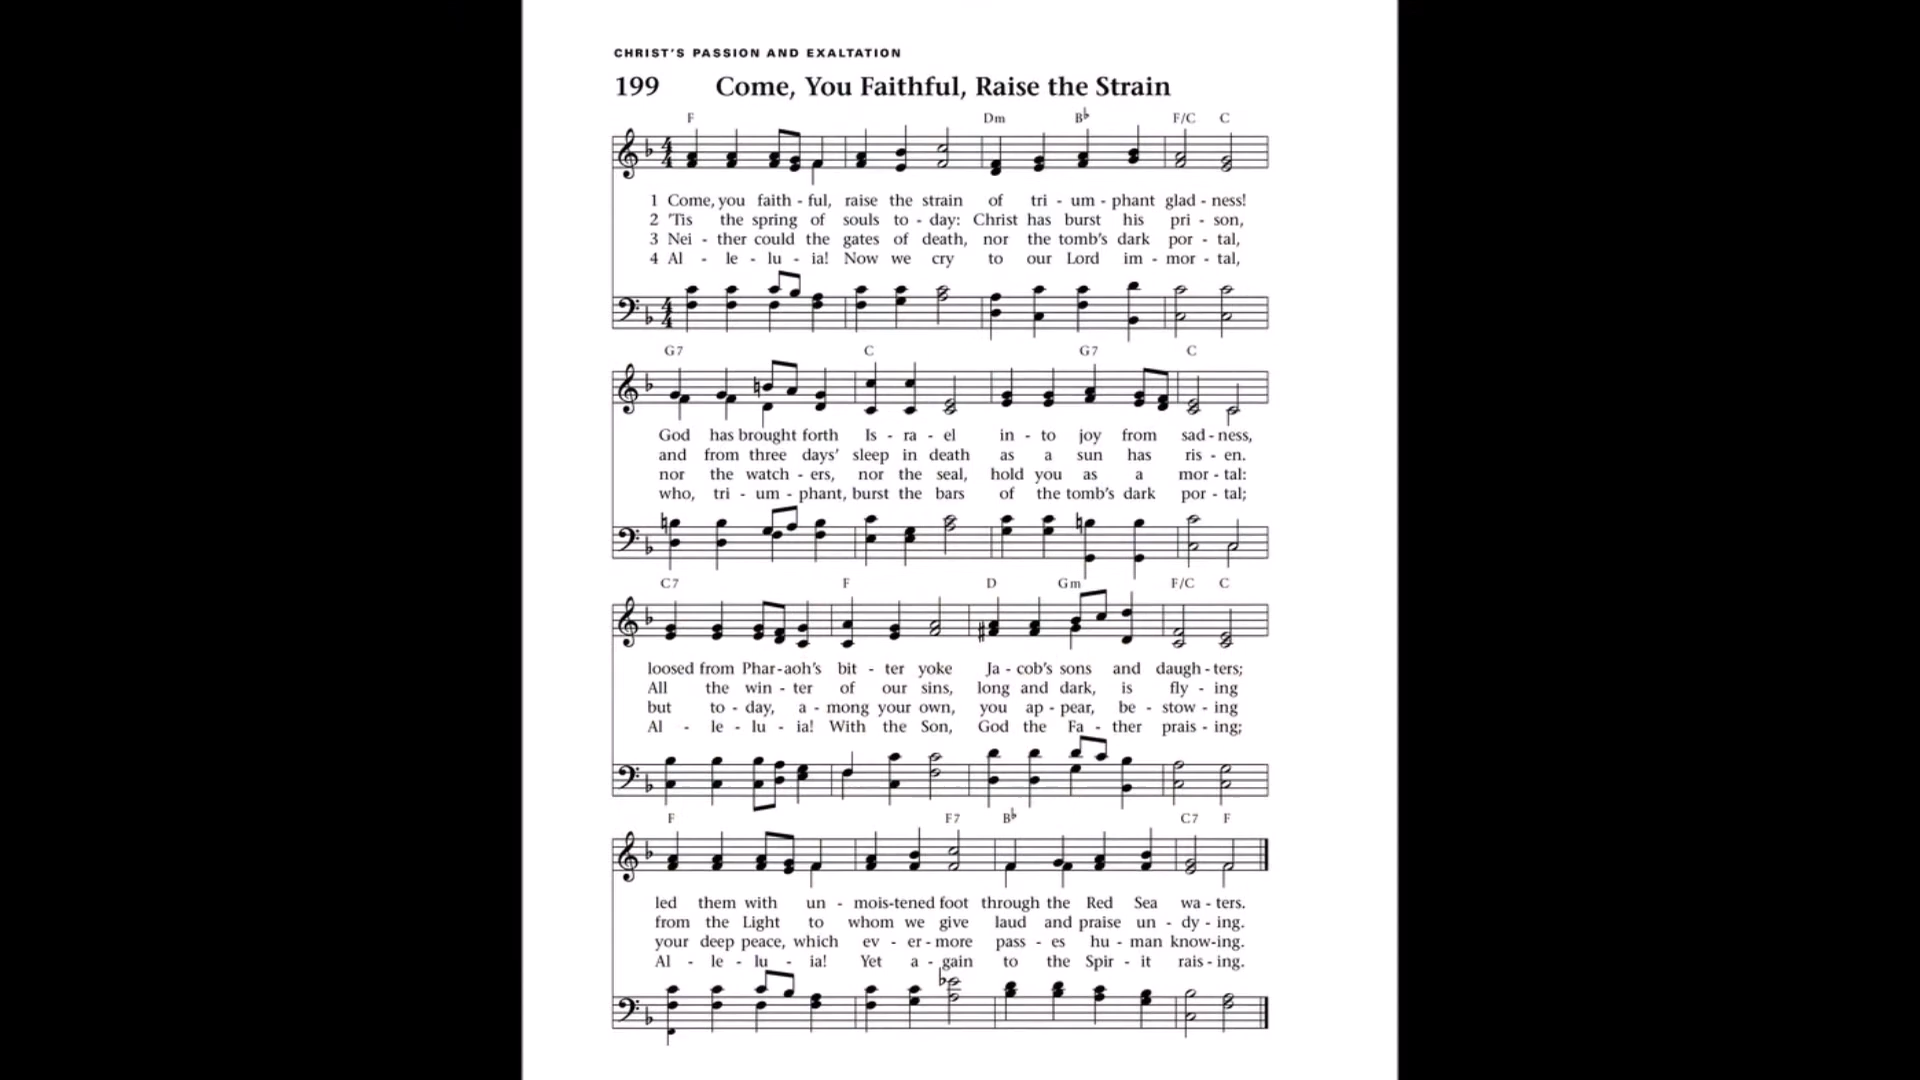 CHRIST'S PASSION AND EXALTATION
199 Come, You Faithful, Raise the Strain
F Dm B♭ F/C C
1 Come, you faith - ful, raise the strain of tri - um - phant glad - ness!
2 'Tis the spring of souls to - day: Christ has burst his pri - son,
3 Nei - ther could the gates of death, nor the tomb's dark por - tal,
4 Al - le - lu - ia! Now we cry to our Lord im - mor - tal,
G7 C G7 C
God has brought forth Is - ra - el in - to joy from sad - ness,
and from three days' sleep in death as a sun has ris - en.
nor the watch - ers, nor the seal, hold you as a mor - tal:
who, tri - um - phant, burst the bars of the tomb's dark por - tal;
C7 F D Gm F/C C
loosed from Phar - aoh's bit - ter yoke Ja - cob's sons and daugh - ters;
All the win - ter of our sins, long and dark, is fly - ing
but to - day, a - mong your own, you ap - pear, be - stow - ing
Al - le - lu - ia! With the Son, God the Fa - ther prais - ing;
F F7 B♭ C7 F
led them with un - mois - tened foot through the Red Sea wa - ters.
from the Light to whom we give laud and praise un - dy - ing.
your deep peace, which ev - er - more pass - es hu - man know - ing.
Al - le - lu - ia! Yet a - gain to the Spir - it rais - ing.